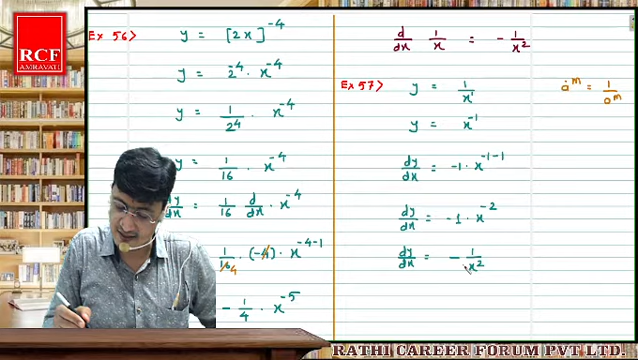 RCF
AMRAVATI
Ex 56>
y = [2x]^-4
y = 2^-4 · x^-4
y = 1/2^4 · x^-4
y = 1/16 · x^-4
dy/dx = 1/16 d/dx · x^-4
1/16 4 · (-4) · x^-4-1
- 1/4 · x^-5
d/dx 1/x = - 1/x^2
Ex 57>
y = 1/x^1
a^-m = 1/a^m
y = x^-1
dy/dx = -1 · x^-1-1
dy/dx = -1 · x^-2
dy/dx = - 1/x^2
RATHI CAREER FORUM PVT LTD.